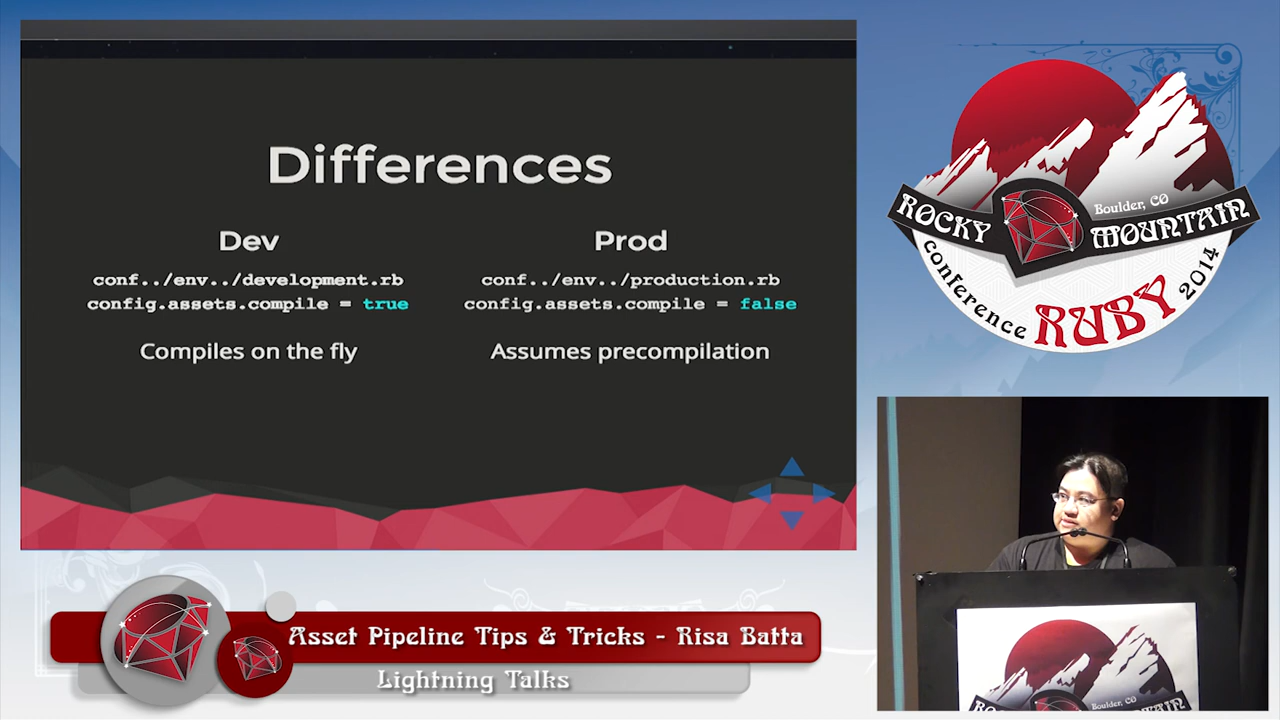 Differences
Dev
conf../env../development.rb
config.assets.compile = true
Compiles on the fly
Prod
conf../env../production.rb
config.assets.compile = false
Assumes precompilation
Boulder, CO
ROCKY MOUNTAIN
conference RUBY 2014
Asset Pipeline Tips & Tricks - Risa Batta
Lightning Talks
Boulder, CO